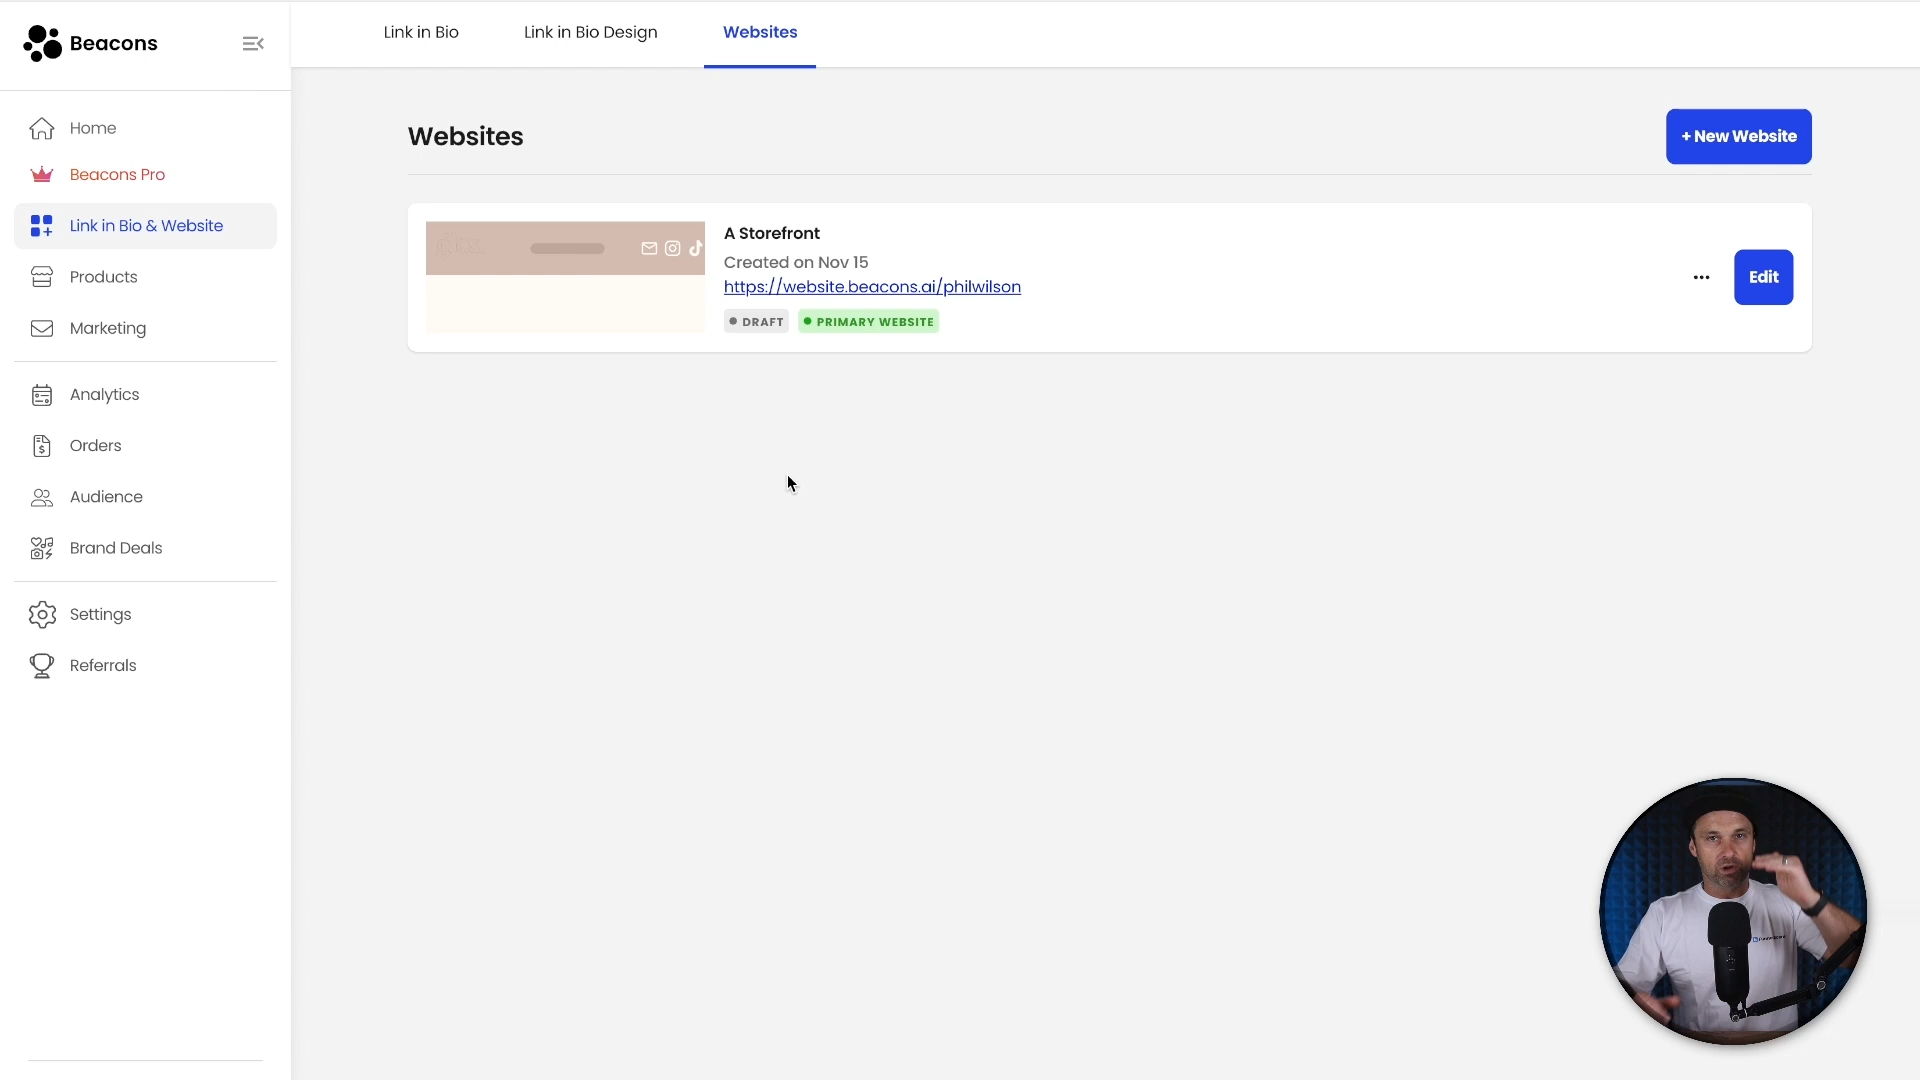 Beacons
Home
Beacons Pro
Link in Bio & Website
Products
Marketing
Analytics
Orders
Audience
Brand Deals
Settings
Referrals
Link in Bio
Link in Bio Design
Websites
Websites
+ New Website
A Storefront
Created on Nov 15
https://website.beacons.ai/philwilson
DRAFT
PRIMARY WEBSITE
Edit